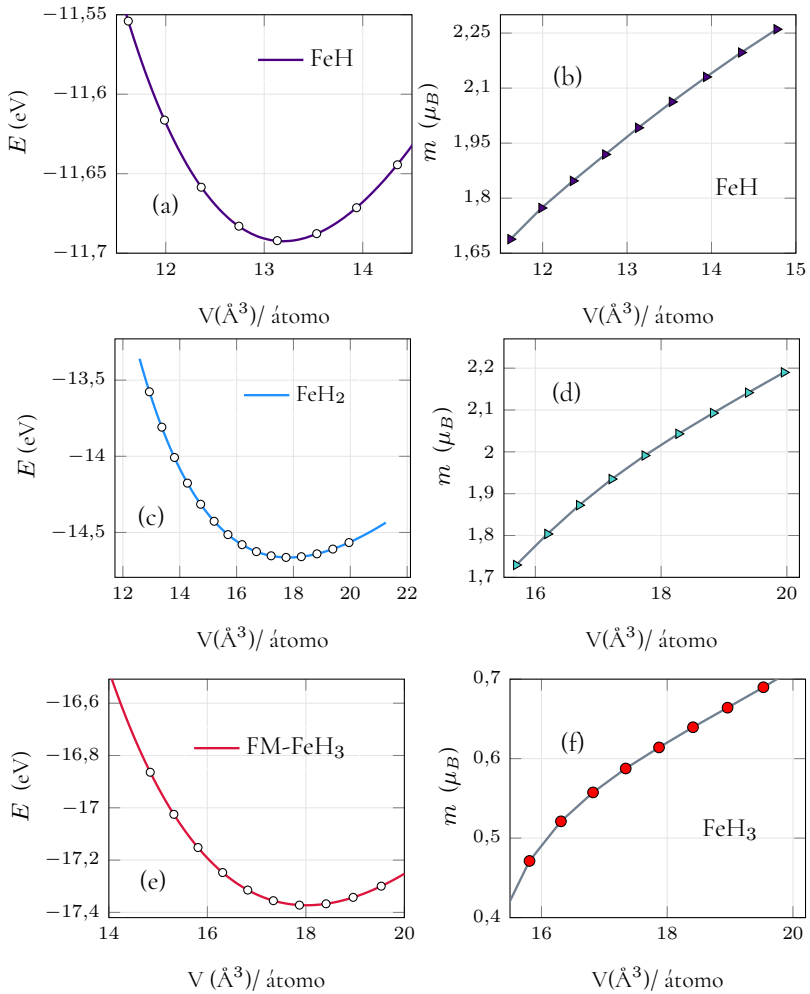 −11,55
−11,6
−11,65
−11,7
E (eV)
FeH
(a)
12
13
14
V(Å³)/ átomo
2,25
2,1
1,95
1,8
1,65
m (μB)
(b)
FeH
12
13
14
15
V(Å³)/ átomo
−13,5
−14
−14,5
E (eV)
FeH2
(c)
12
14
16
18
20
22
V(Å³)/ átomo
2,2
2,1
2
1,9
1,8
1,7
m (μB)
(d)
16
18
20
V(Å³)/ átomo
−16,6
−16,8
−17
−17,2
−17,4
E (eV)
FM-FeH3
(e)
14
16
18
20
V (Å³)/ átomo
0,7
0,6
0,5
0,4
m (μB)
(f)
FeH3
16
18
20
V(Å³)/ átomo